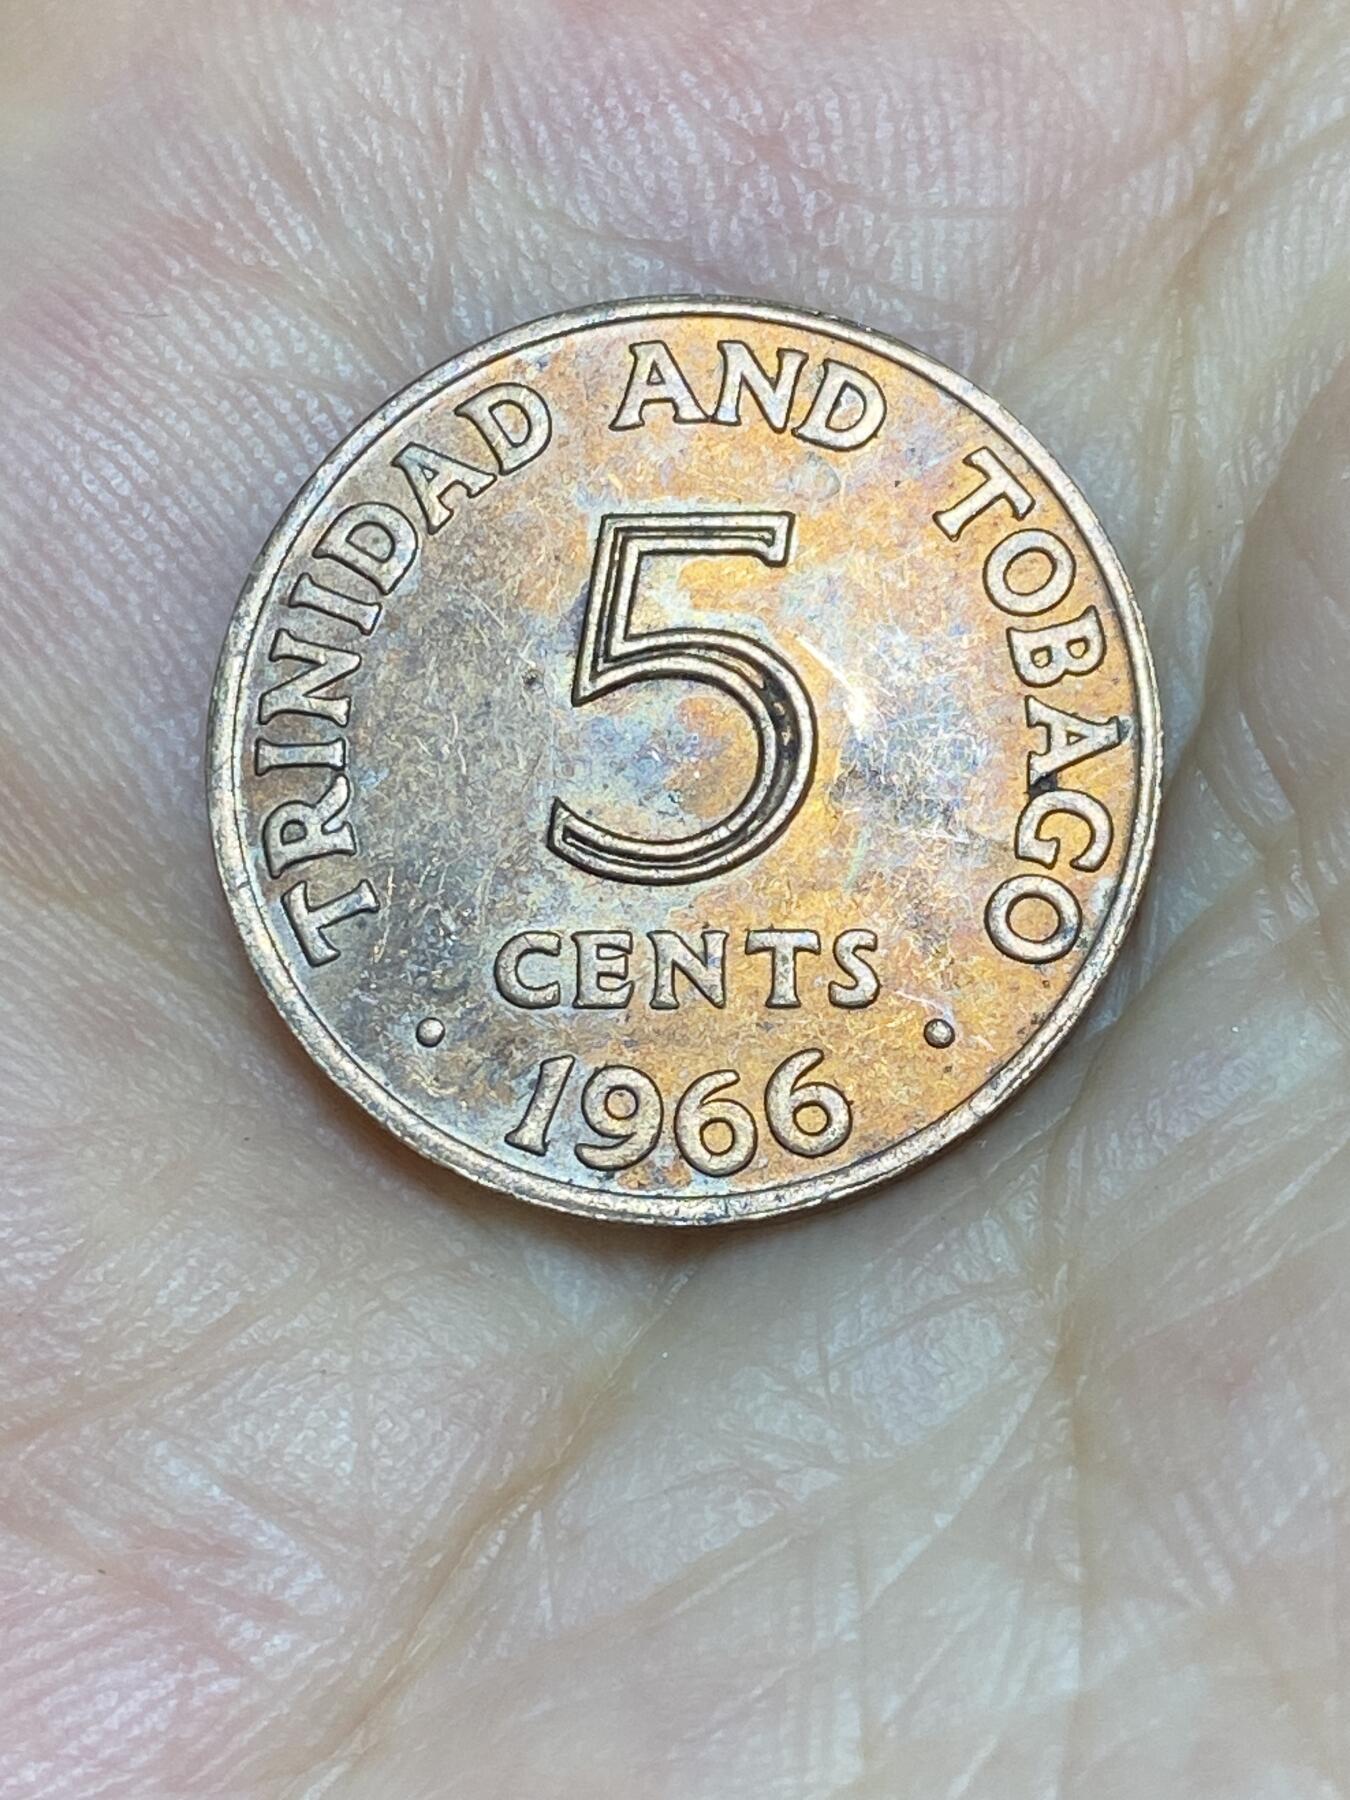 TRINIDAD AND TOBAGO
5
CENTS
1966